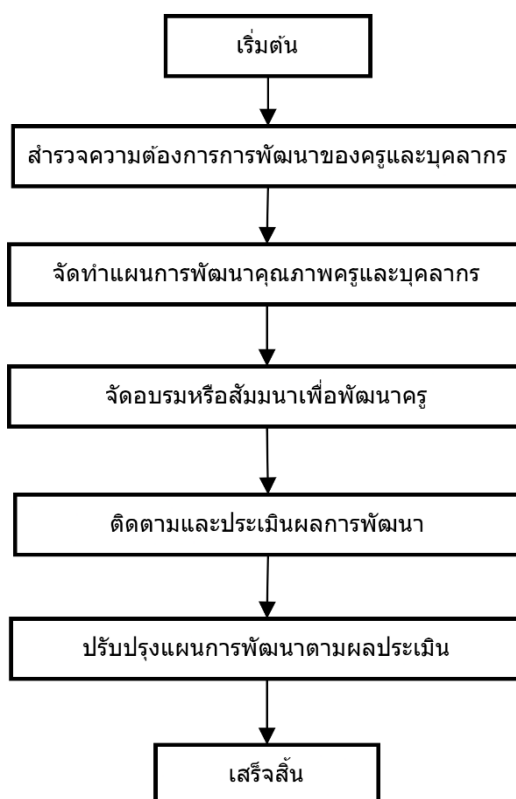 เริ่มต้น
สำรวจความต้องการการพัฒนาของครูและบุคลากร
จัดทำแผนการพัฒนาคุณภาพครูและบุคลากร
จัดอบรมหรือสัมมนาเพื่อพัฒนาครู
ติดตามและประเมินผลการพัฒนา
ปรับปรุงแผนการพัฒนาตามผลประเมิน
เสร็จสิ้น